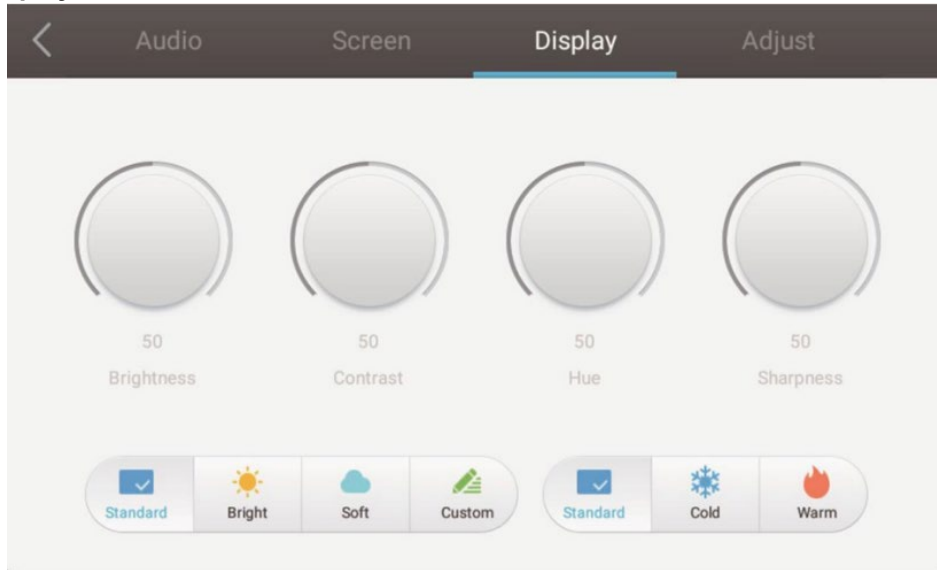 Audio Screen Display Adjust
50 50 50 50
Brightness Contrast Hue Sharpness
Standard Bright Soft Custom Standard Cold Warm